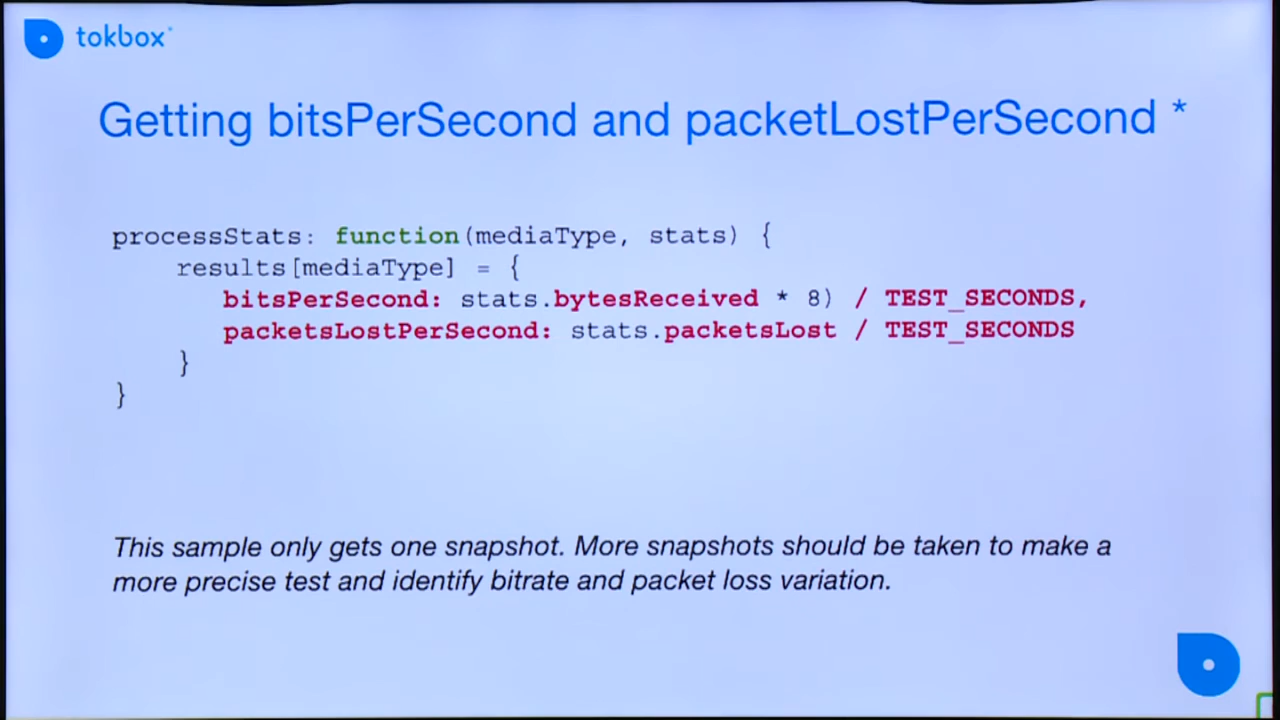 tokbox
Getting bitsPerSecond and packetLostPerSecond *
processStats: function(mediaType, stats) {
results[mediaType] = {
bitsPerSecond: stats.bytesReceived * 8) / TEST_SECONDS,
packetsLostPerSecond: stats.packetsLost / TEST_SECONDS
}
}
This sample only gets one snapshot. More snapshots should be taken to make a
more precise test and identify bitrate and packet loss variation.